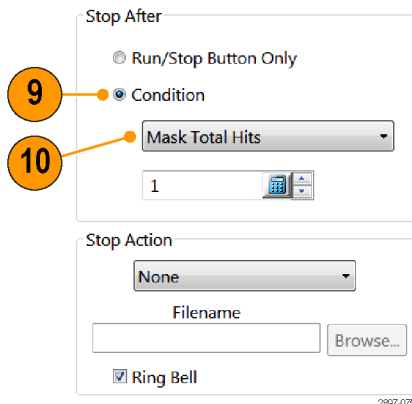 Stop After
Run/Stop Button Only
9
Condition
10
Mask Total Hits
1
Stop Action
None
Filename
Browse...
Ring Bell